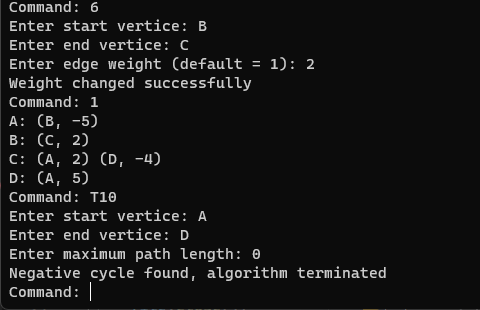 Command: 6
Enter start vertice: B
Enter end vertice: C
Enter edge weight (default = 1): 2
Weight changed successfully
Command: 1
A: (B, -5)
B: (C, 2)
C: (A, 2) (D, -4)
D: (A, 5)
Command: T10
Enter start vertice: A
Enter end vertice: D
Enter maximum path length: 0
Negative cycle found, algorithm terminated
Command: